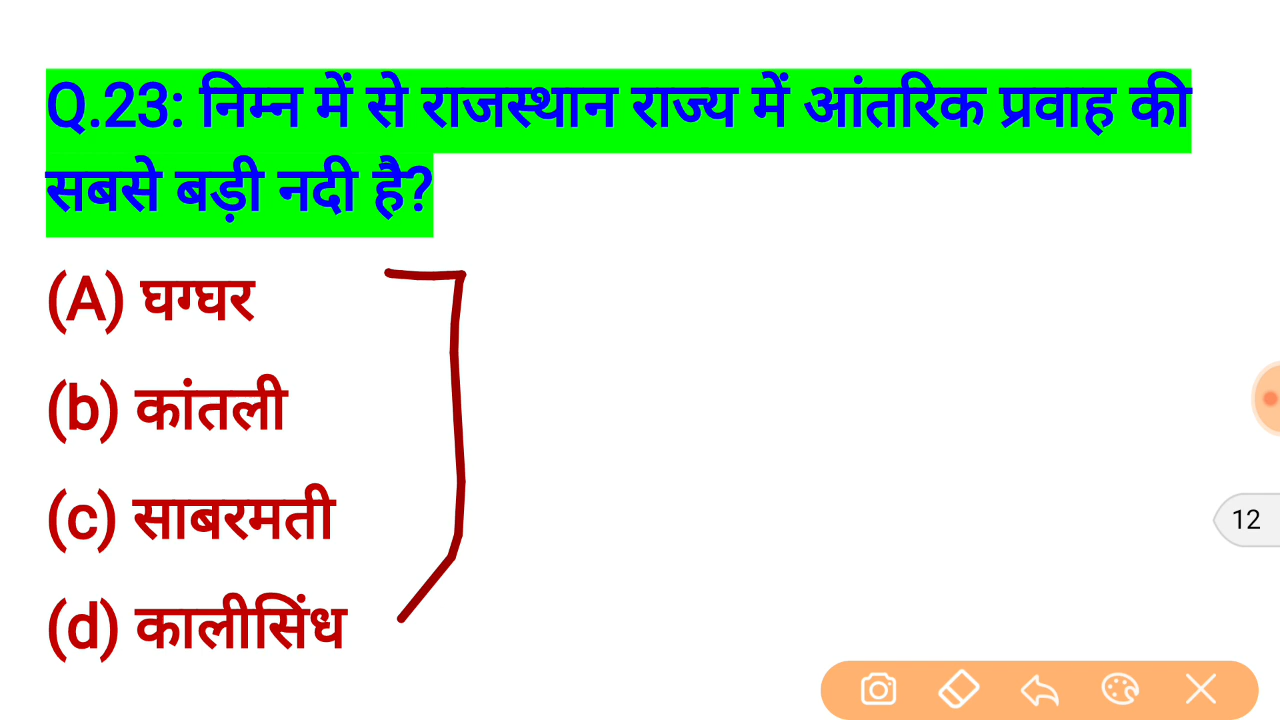 Q.23: निम्न में से राजस्थान राज्य में आंतरिक प्रवाह की
सबसे बड़ी नदी है?
(A) घग्घर
(b) कांतली
(c) साबरमती
(d) कालीसिंध
12